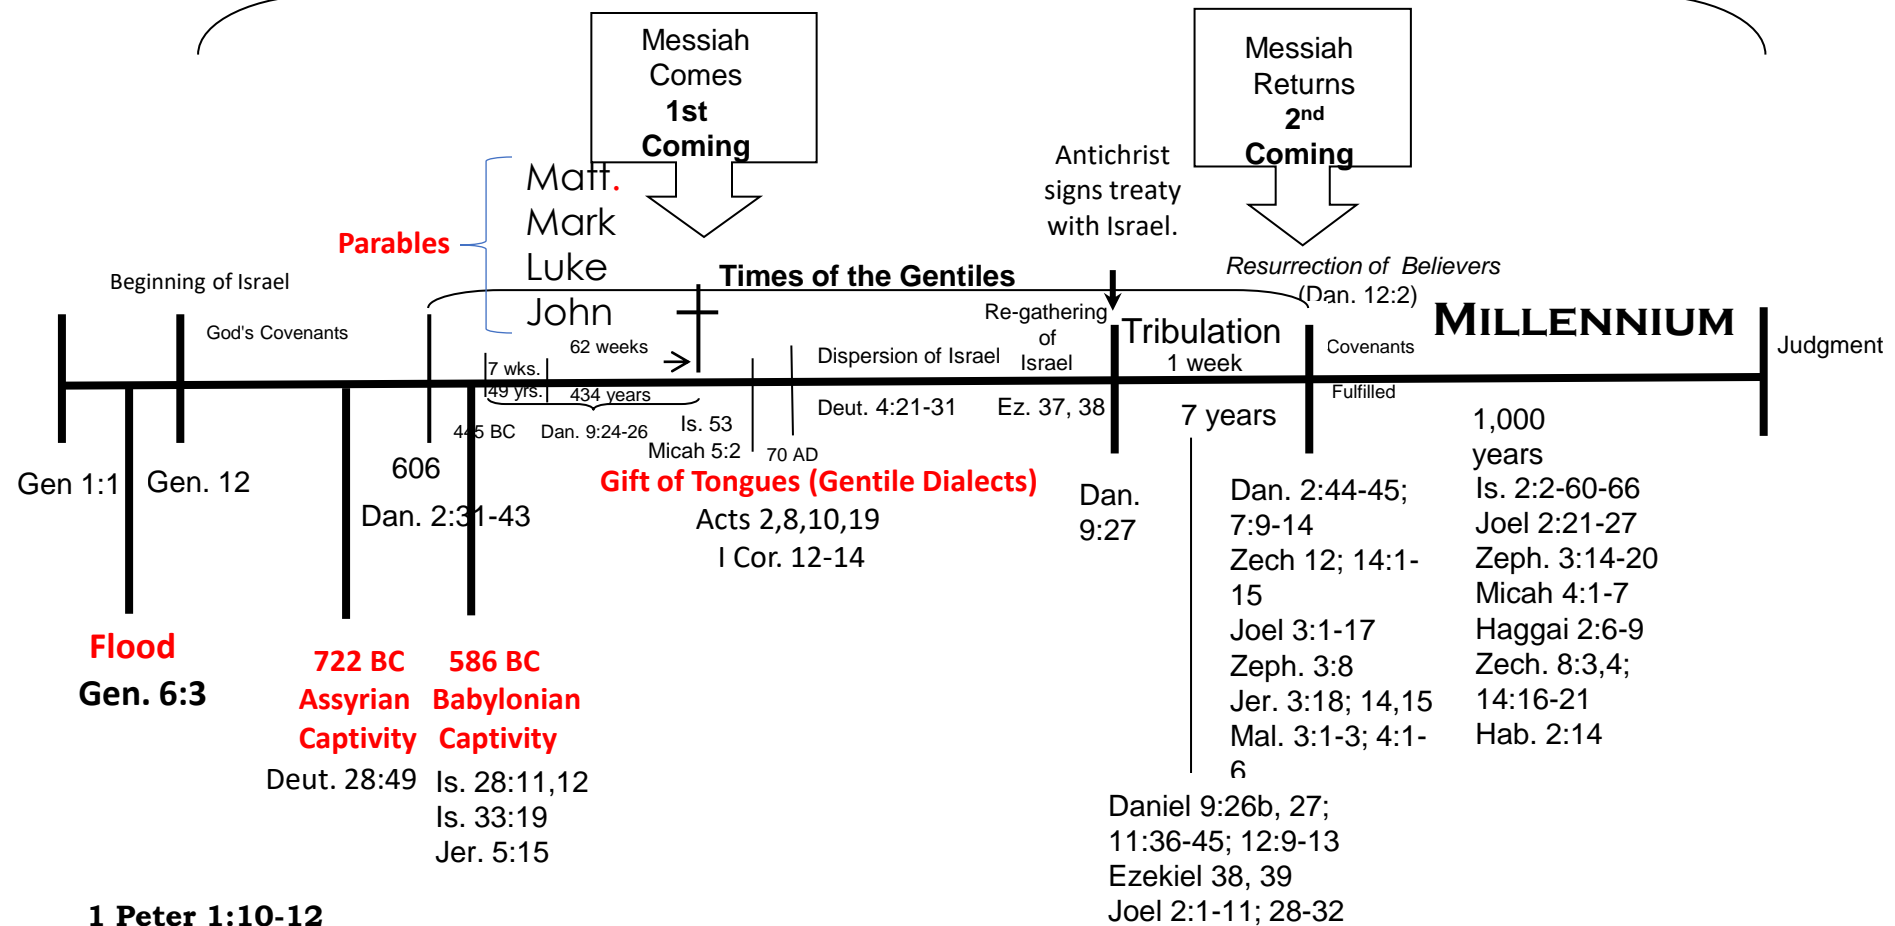 Messiah
Comes
1st
Coming
Messiah
Returns
2nd
Coming
Antichrist
signs treaty
with Israel.
Matt.
Mark
Luke
John
Parables
Beginning of Israel
God's Covenants
Times of the Gentiles
Resurrection of Believers
(Dan. 12:2)
MILLENNIUM
Judgment
62 weeks
7 wks.
49 yrs.
434 years
445 BC
Dan. 9:24-26
Is. 53
Micah 5:2
70 AD
Dispersion of Israel
Deut. 4:21-31
Re-gathering
of
Israel
Ez. 37, 38
Tribulation
1 week
7 years
Covenants
Fulfilled
1,000
years
Is. 2:2-60-66
Joel 2:21-27
Zeph. 3:14-20
Micah 4:1-7
Haggai 2:6-9
Zech. 8:3,4;
14:16-21
Hab. 2:14
Gen 1:1
Gen. 12
606
Dan. 2:31-43
Gift of Tongues (Gentile Dialects)
Acts 2,8,10,19
I Cor. 12-14
Dan.
9:27
Dan. 2:44-45;
7:9-14
Zech 12; 14:1-
15
Joel 3:1-17
Zeph. 3:8
Jer. 3:18; 14,15
Mal. 3:1-3; 4:1-
6
Flood
Gen. 6:3
722 BC
Assyrian
Captivity
Deut. 28:49
586 BC
Babylonian
Captivity
Is. 28:11,12
Is. 33:19
Jer. 5:15
Daniel 9:26b, 27;
11:36-45; 12:9-13
Ezekiel 38, 39
Joel 2:1-11; 28-32
1 Peter 1:10-12